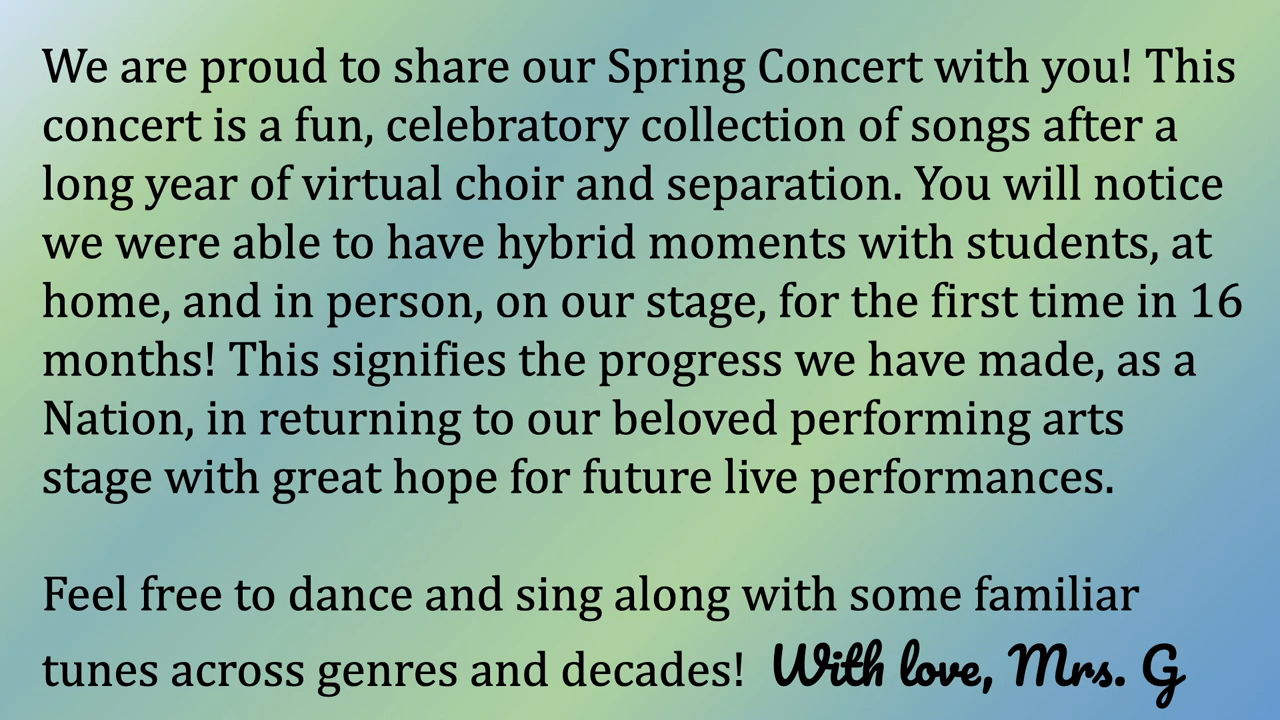 We are proud to share our Spring Concert with you! This
concert is a fun, celebratory collection of songs after a
long year of virtual choir and separation. You will notice
we were able to have hybrid moments with students, at
home, and in person, on our stage, for the first time in 16
months! This signifies the progress we have made, as a
Nation, in returning to our beloved performing arts
stage with great hope for future live performances.
Feel free to dance and sing along with some familiar
tunes across genres and decades! With love, Mrs. G